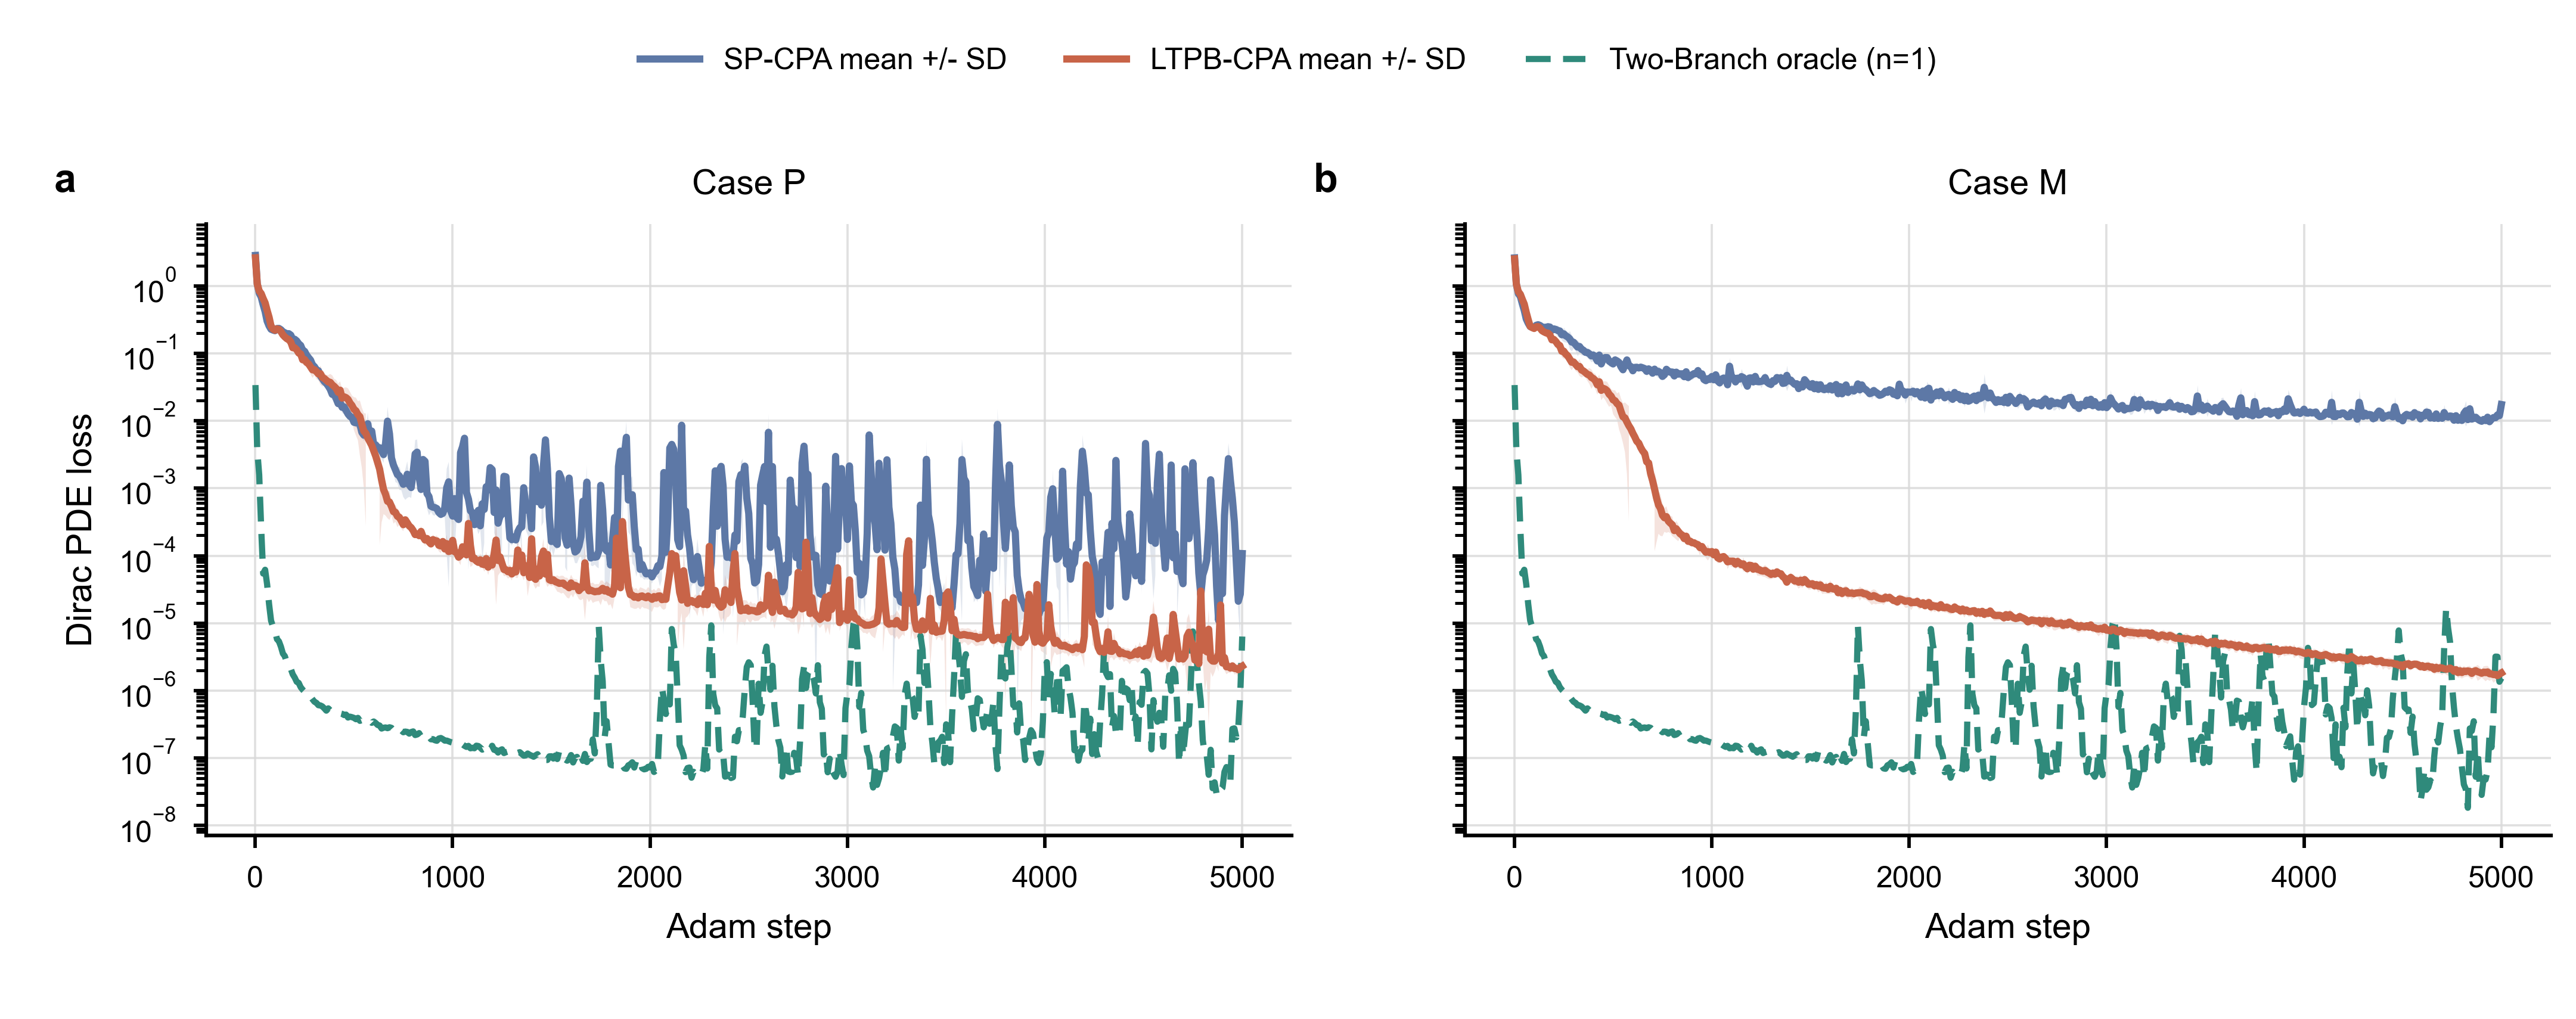 SP-CPA mean +/- SD LTPB-CPA mean +/- SD Two-Branch oracle (n=1)
a Case P
Dirac PDE loss
10⁰
10⁻¹
10⁻²
10⁻³
10⁻⁴
10⁻⁵
10⁻⁶
10⁻⁷
10⁻⁸
0 1000 2000 3000 4000 5000
Adam step
b Case M
0 1000 2000 3000 4000 5000
Adam step